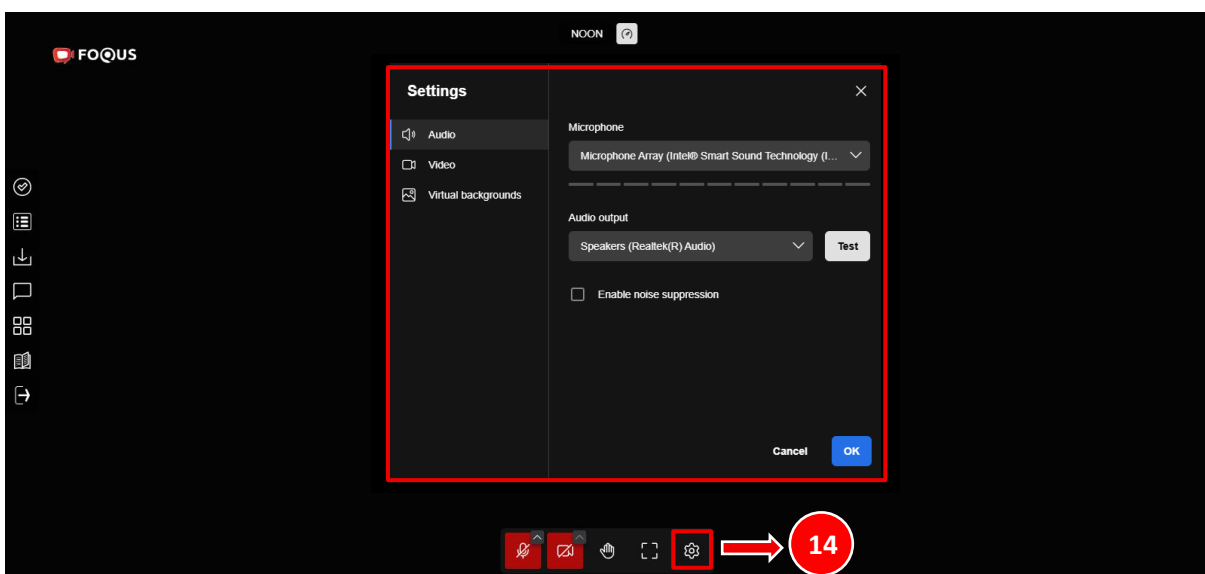 NOON
FOQUS
Settings
Audio
Video
Virtual backgrounds
Microphone
Microphone Array (Intel® Smart Sound Technology (I...
Audio output
Speakers (Realtek(R) Audio)
Test
Enable noise suppression
Cancel
OK
14